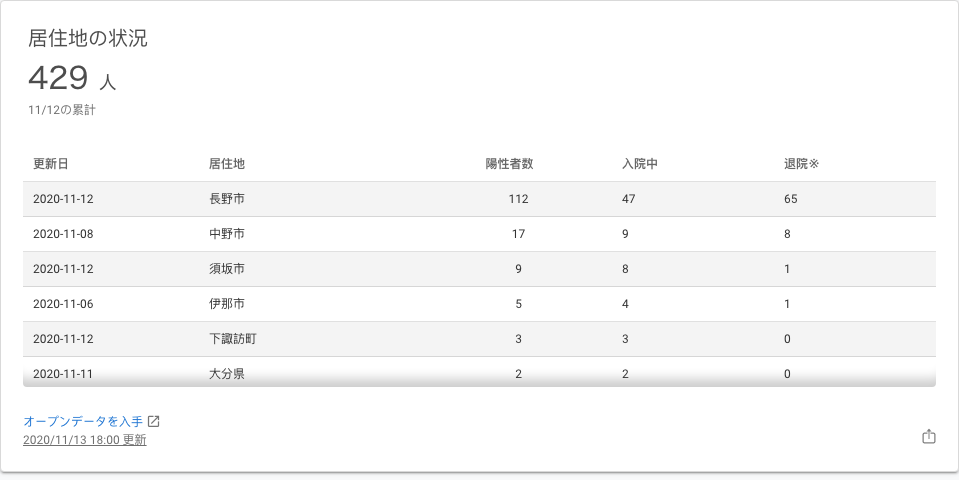 居住地の状況
429 人
11/12の累計
更新日 居住地 陽性者数 入院中 退院※
2020-11-12 長野市 112 47 65
2020-11-08 中野市 17 9 8
2020-11-12 須坂市 9 8 1
2020-11-06 伊那市 5 4 1
2020-11-12 下諏訪町 3 3 0
2020-11-11 大分県 2 2 0
オープンデータを入手
2020/11/13 18:00 更新